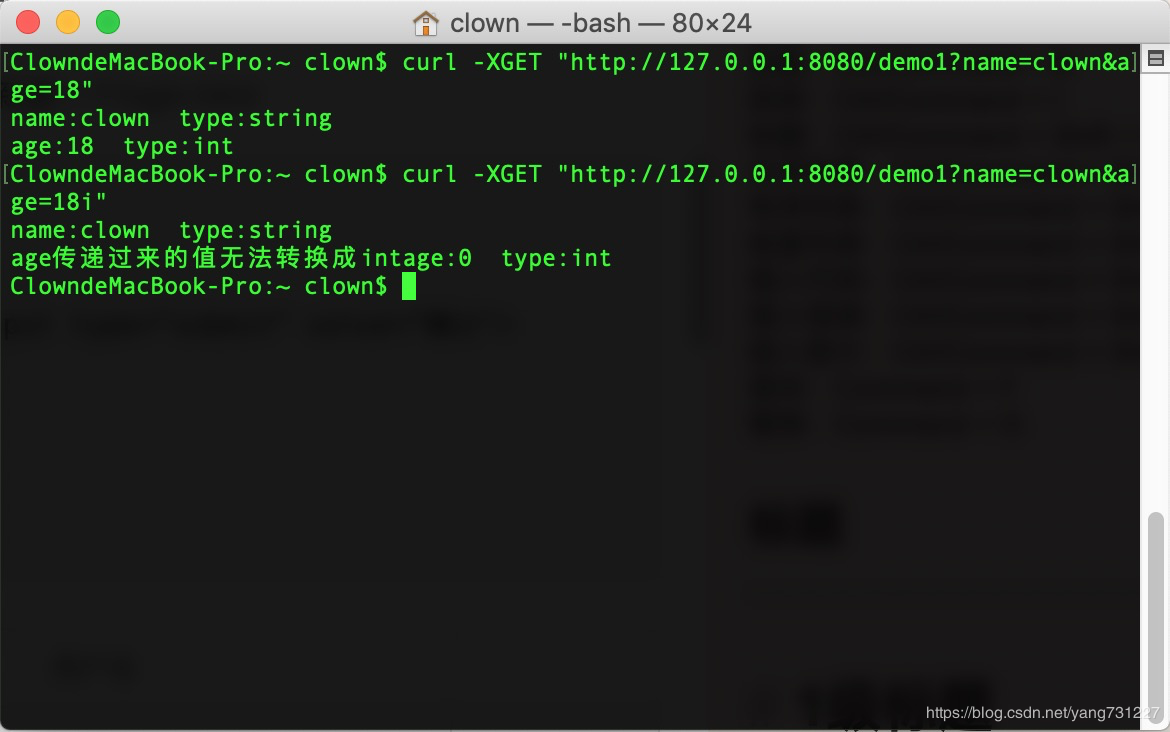 clown — -bash — 80×24
[ClowndeMacBook-Pro:~ clown$ curl -XGET "http://127.0.0.1:8080/demo1?name=clown&a]
ge=18"
name:clown  type:string
age:18  type:int
[ClowndeMacBook-Pro:~ clown$ curl -XGET "http://127.0.0.1:8080/demo1?name=clown&a]
ge=18i"
name:clown  type:string
age传递过来的值无法转换成intage:0  type:int
ClowndeMacBook-Pro:~ clown$
https://blog.csdn.net/yang731227